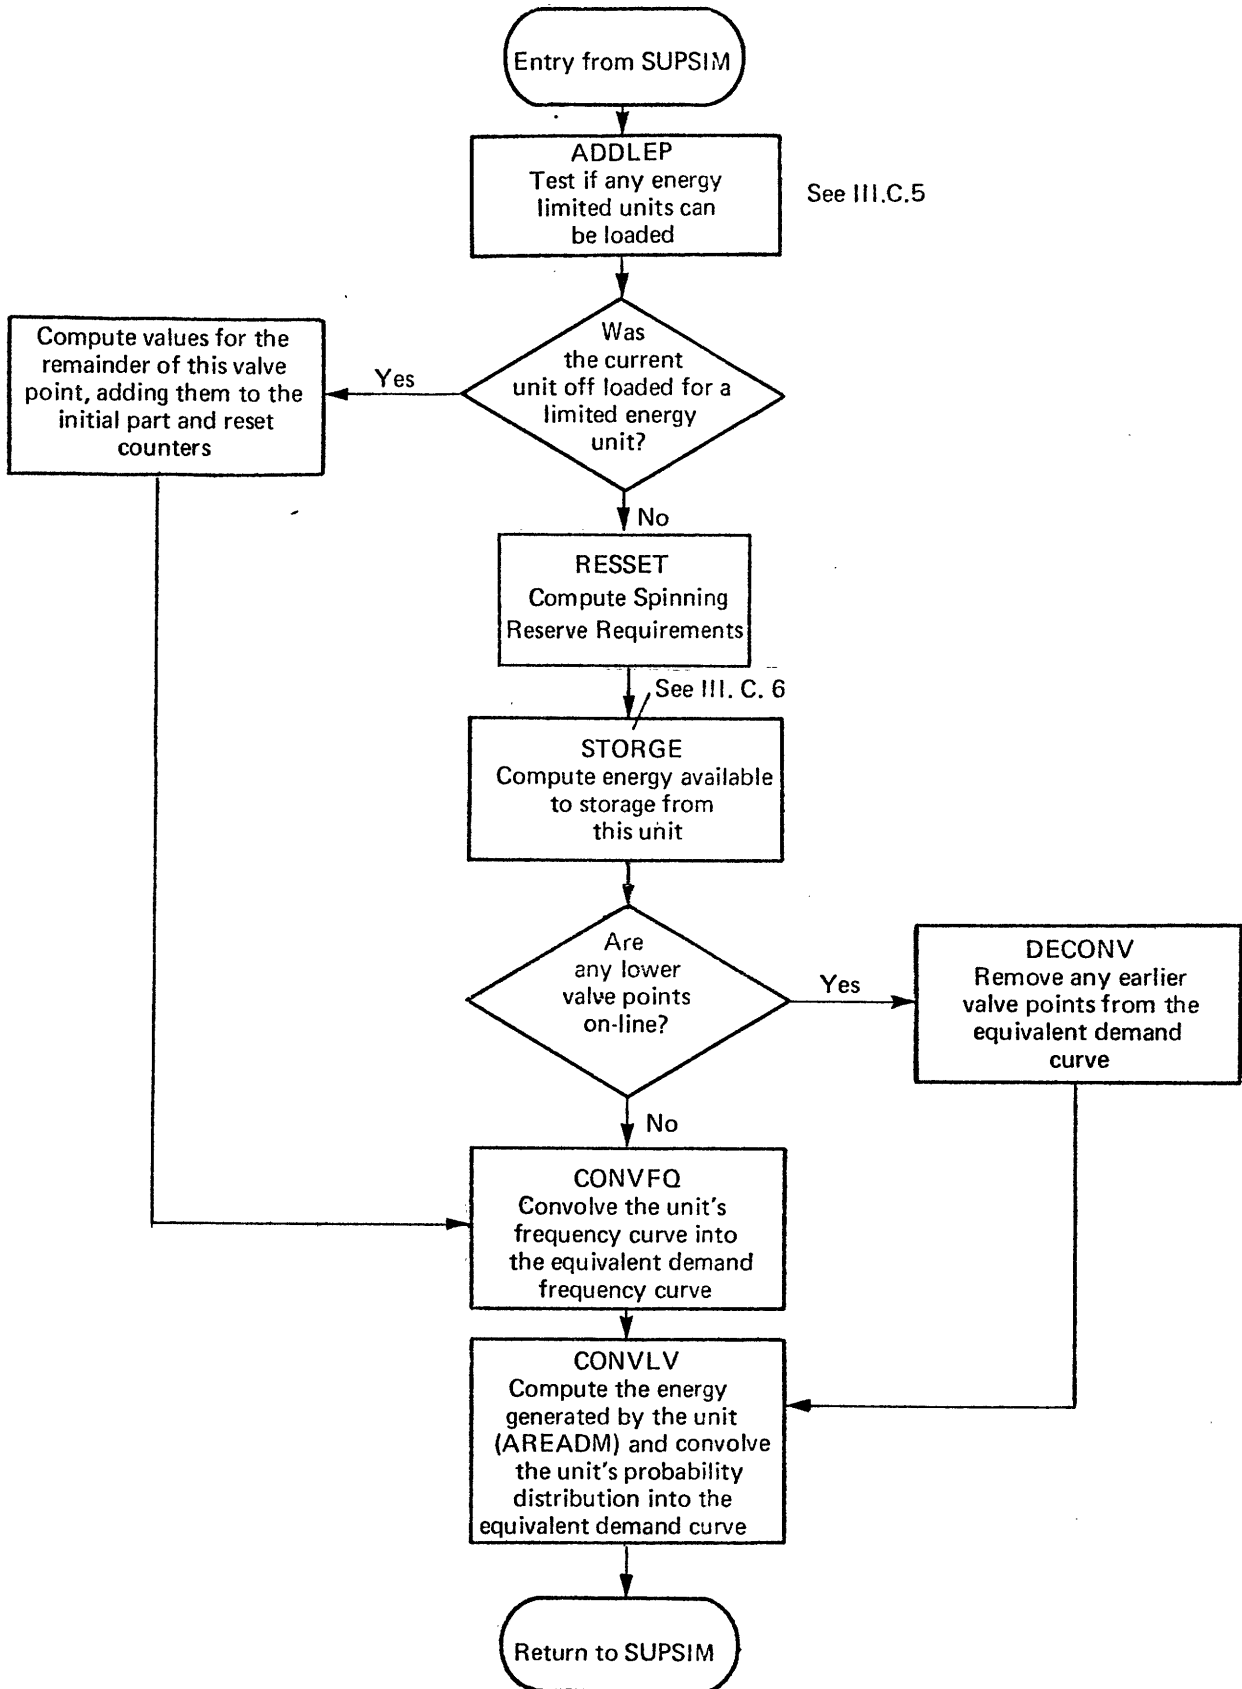 Entry from SUPSIM
ADDLEP
Test if any energy
limited units can
be loaded
See III.C.5
Was
the current
unit off loaded for a
limited energy
unit?
Yes
Compute values for the
remainder of this valve
point, adding them to the
initial part and reset
counters
No
RESSET
Compute Spinning
Reserve Requirements
See III. C. 6
STORGE
Compute energy available
to storage from
this unit
Are
any lower
valve points
on-line?
Yes
DECONV
Remove any earlier
valve points from the
equivalent demand
curve
No
CONVFQ
Convolve the unit's
frequency curve into
the equivalent demand
frequency curve
CONVLV
Compute the energy
generated by the unit
(AREADM) and convolve
the unit's probability
distribution into the
equivalent demand curve
Return to SUPSIM